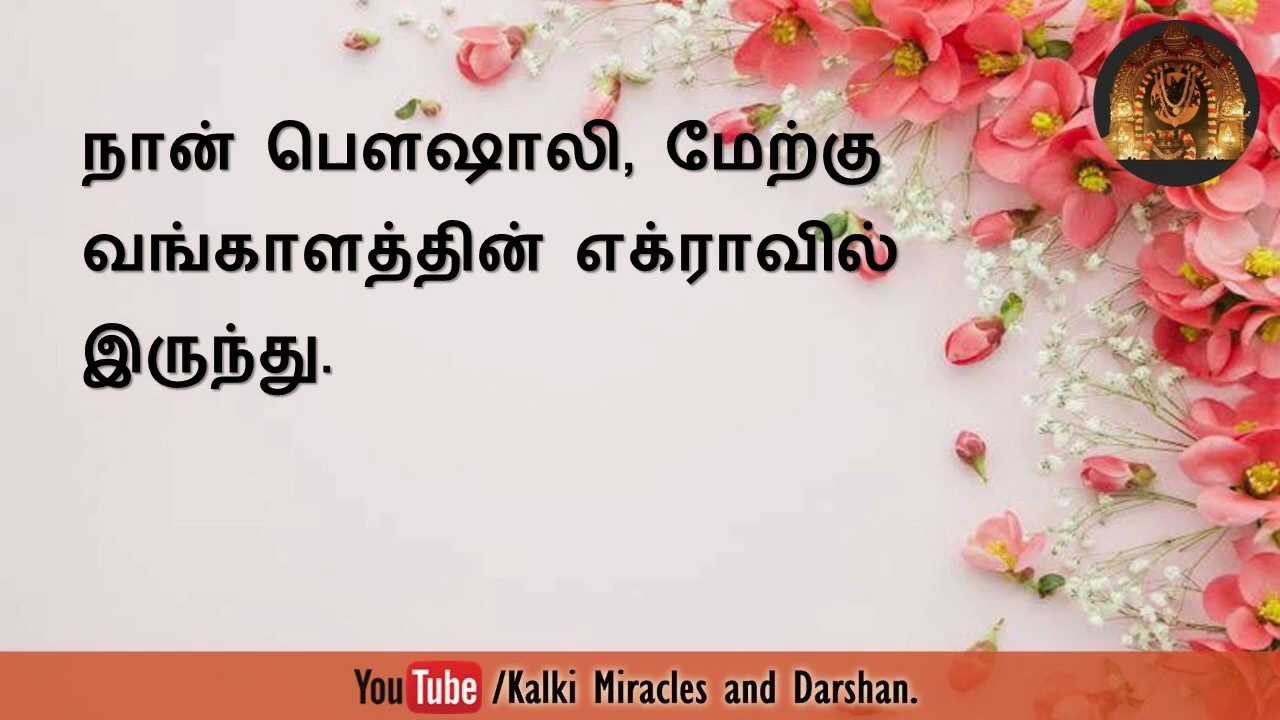 நான் பௌஷாலி, மேற்கு
வங்காளத்தின் எக்ராவில்
இருந்து.
YouTube /Kalki Miracles and Darshan.